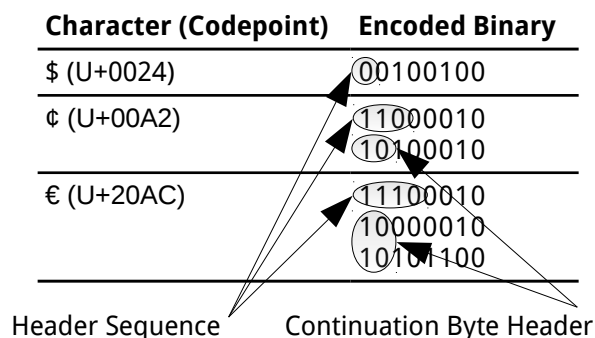 Character (Codepoint) Encoded Binary
$ (U+0024) 00100100
¢ (U+00A2) 11000010
10100010
€ (U+20AC) 11100010
10000010
10101100
Header Sequence Continuation Byte Header